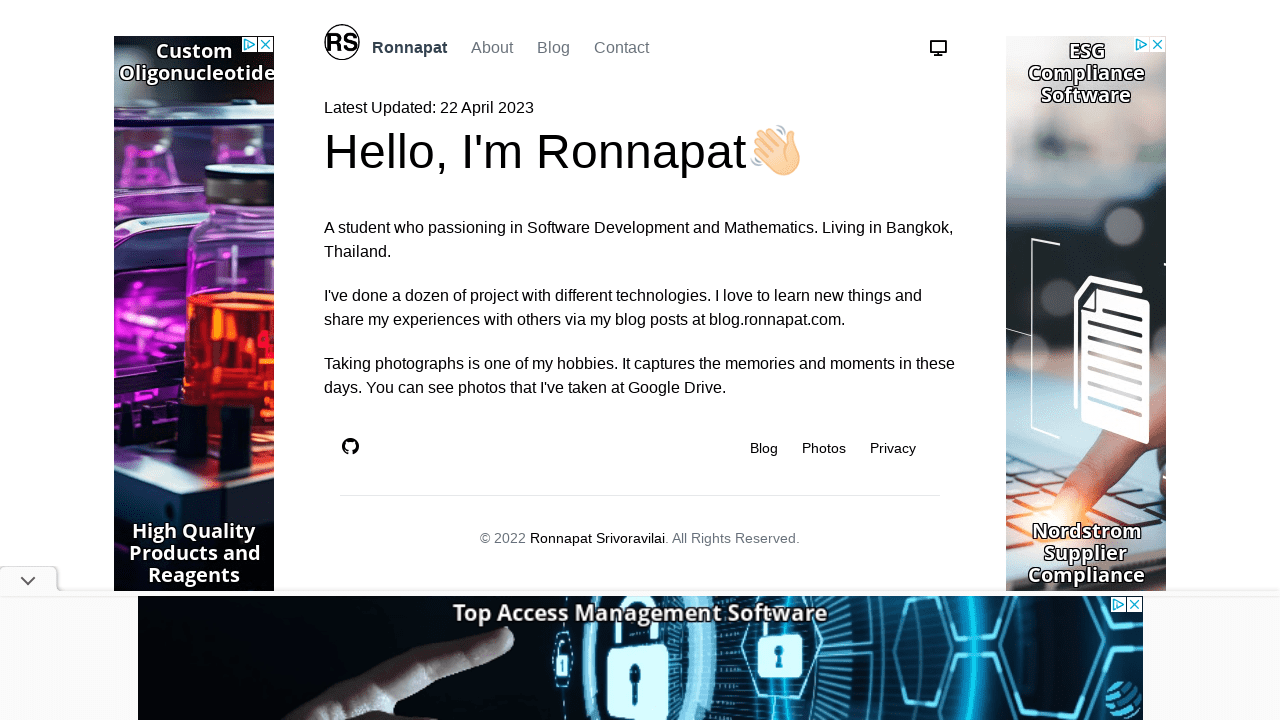 RS
Ronnapat About Blog Contact
Custom
Oligonucleotide
High Quality
Products and
Reagents
Latest Updated: 22 April 2023
Hello, I'm Ronnapat👋🏻
A student who passioning in Software Development and Mathematics. Living in Bangkok,
Thailand.
I've done a dozen of project with different technologies. I love to learn new things and
share my experiences with others via my blog posts at blog.ronnapat.com.
Taking photographs is one of my hobbies. It captures the memories and moments in these
days. You can see photos that I've taken at Google Drive.
Blog Photos Privacy
© 2022 Ronnapat Srivoravilai. All Rights Reserved.
ESG
Compliance
Software
Nordstrom
Supplier
Compliance
Top Access Management Software